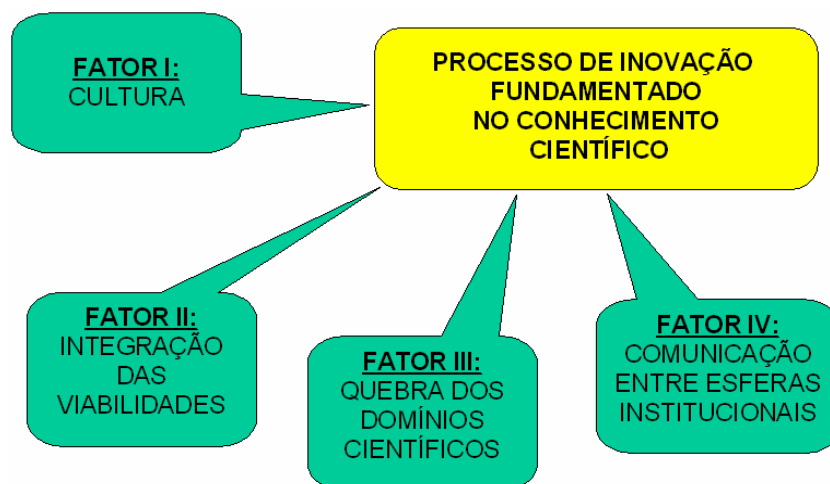 FATOR I:
CULTURA
PROCESSO DE INOVAÇÃO
FUNDAMENTADO
NO CONHECIMENTO
CIENTÍFICO
FATOR II:
INTEGRAÇÃO
DAS
VIABILIDADES
FATOR III:
QUEBRA DOS
DOMÍNIOS
CIENTÍFICOS
FATOR IV:
COMUNICAÇÃO
ENTRE ESFERAS
INSTITUCIONAIS